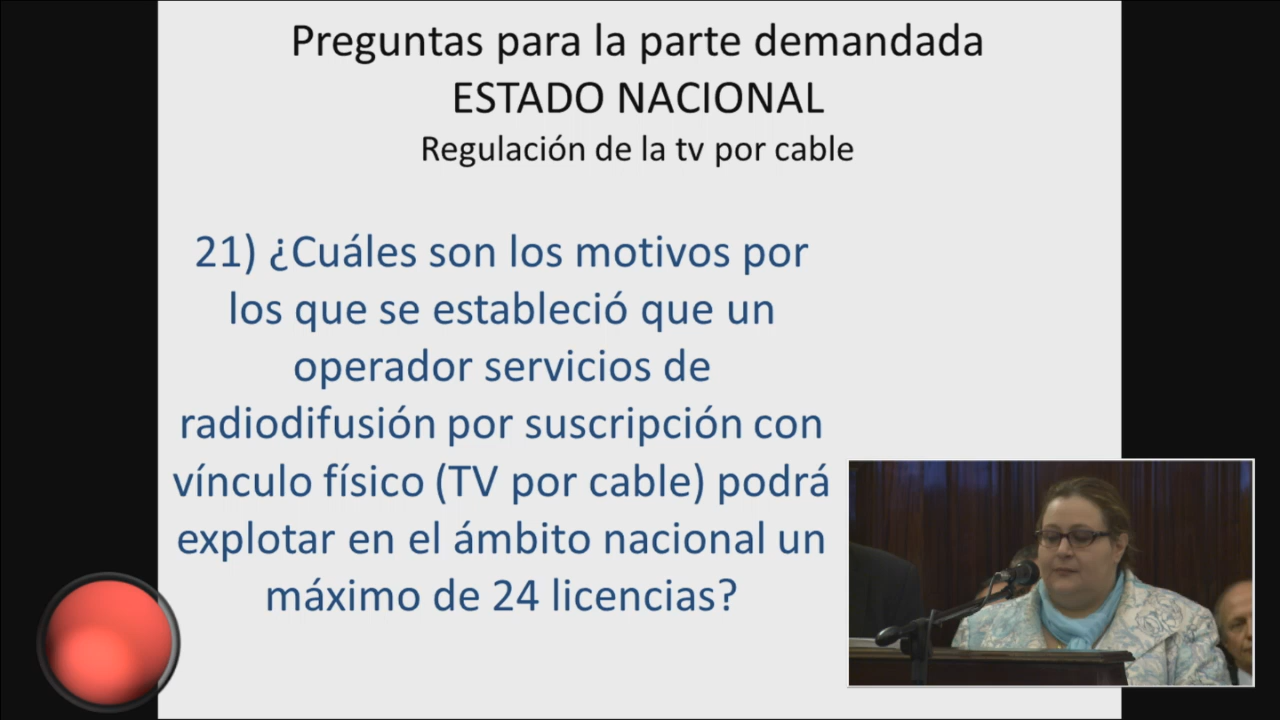 Preguntas para la parte demandada
ESTADO NACIONAL
Regulación de la tv por cable
21) ¿Cuáles son los motivos por
los que se estableció que un
operador servicios de
radiodifusión por suscripción con
vínculo físico (TV por cable) podrá
explotar en el ámbito nacional un
máximo de 24 licencias?